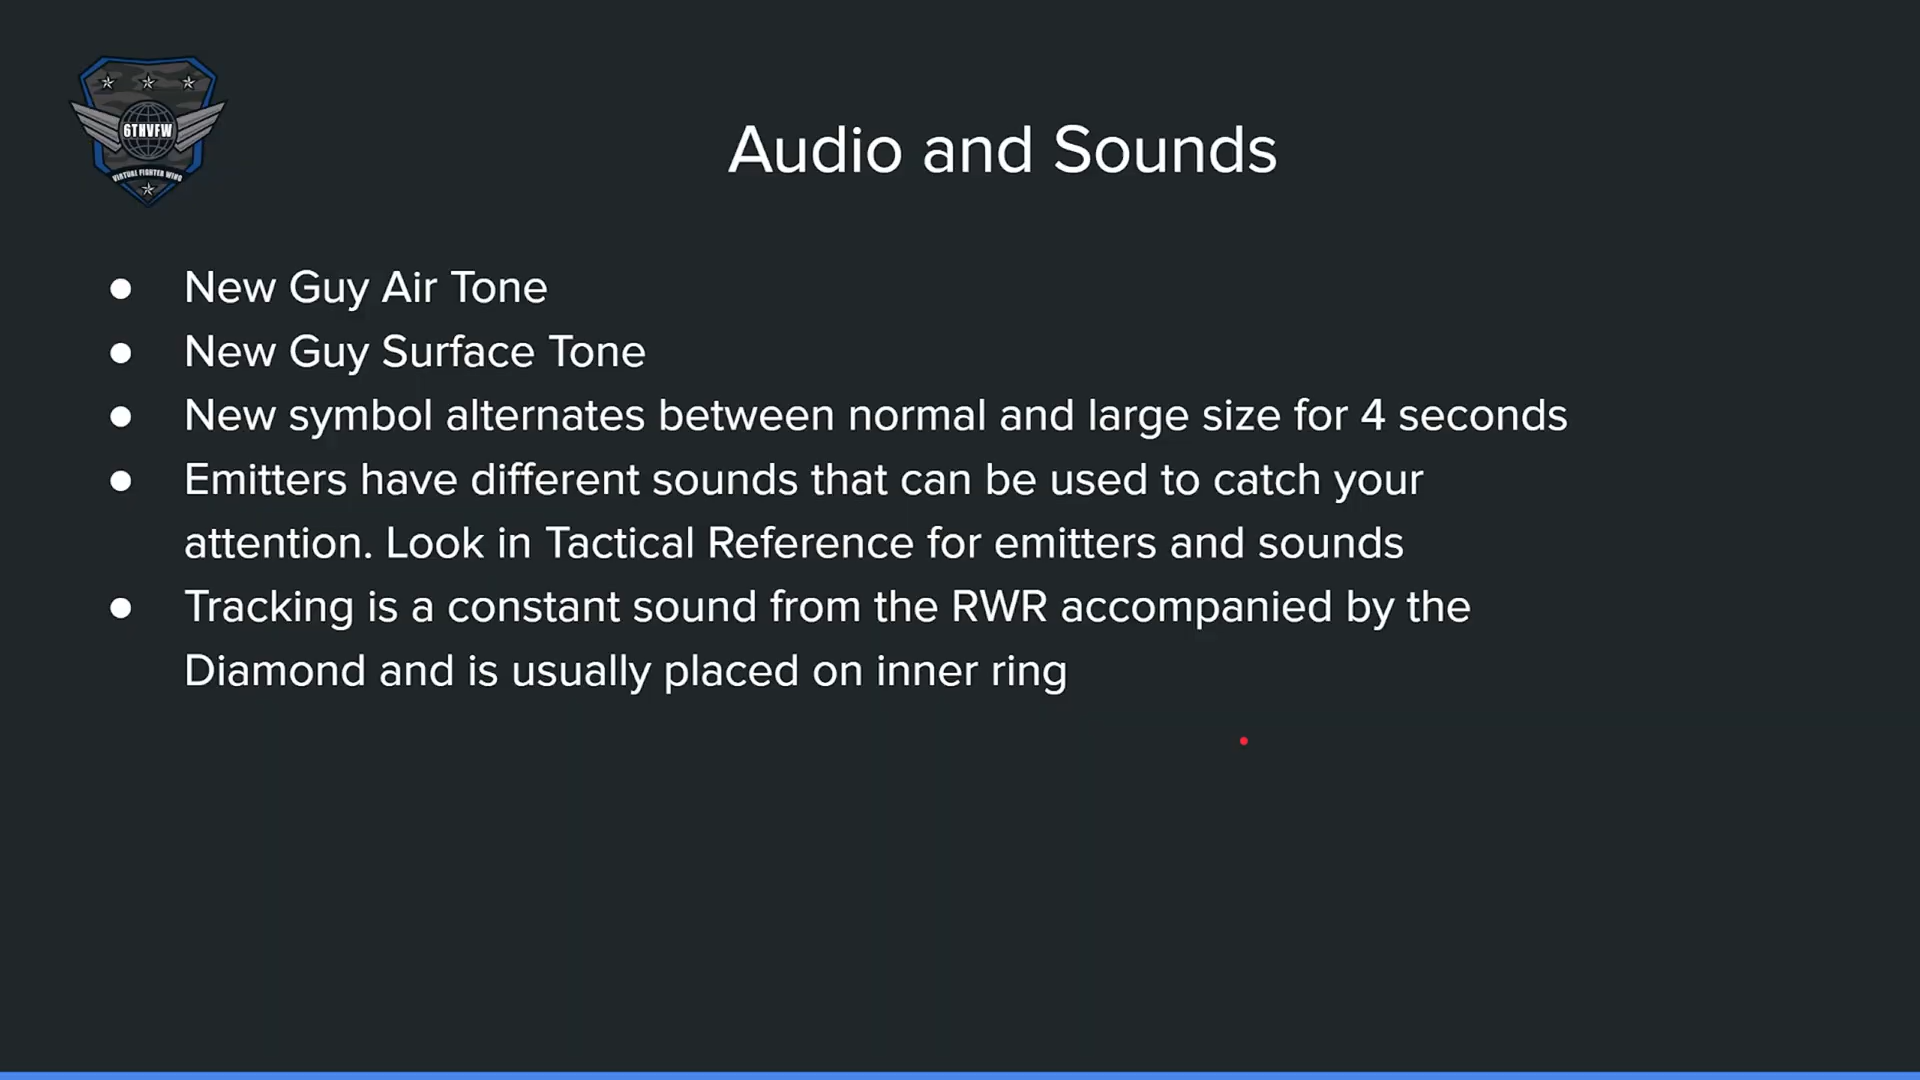 6THVFW
VIRTUAL FIGHTER WING
Audio and Sounds
● New Guy Air Tone
● New Guy Surface Tone
● New symbol alternates between normal and large size for 4 seconds
● Emitters have different sounds that can be used to catch your
attention. Look in Tactical Reference for emitters and sounds
● Tracking is a constant sound from the RWR accompanied by the
Diamond and is usually placed on inner ring